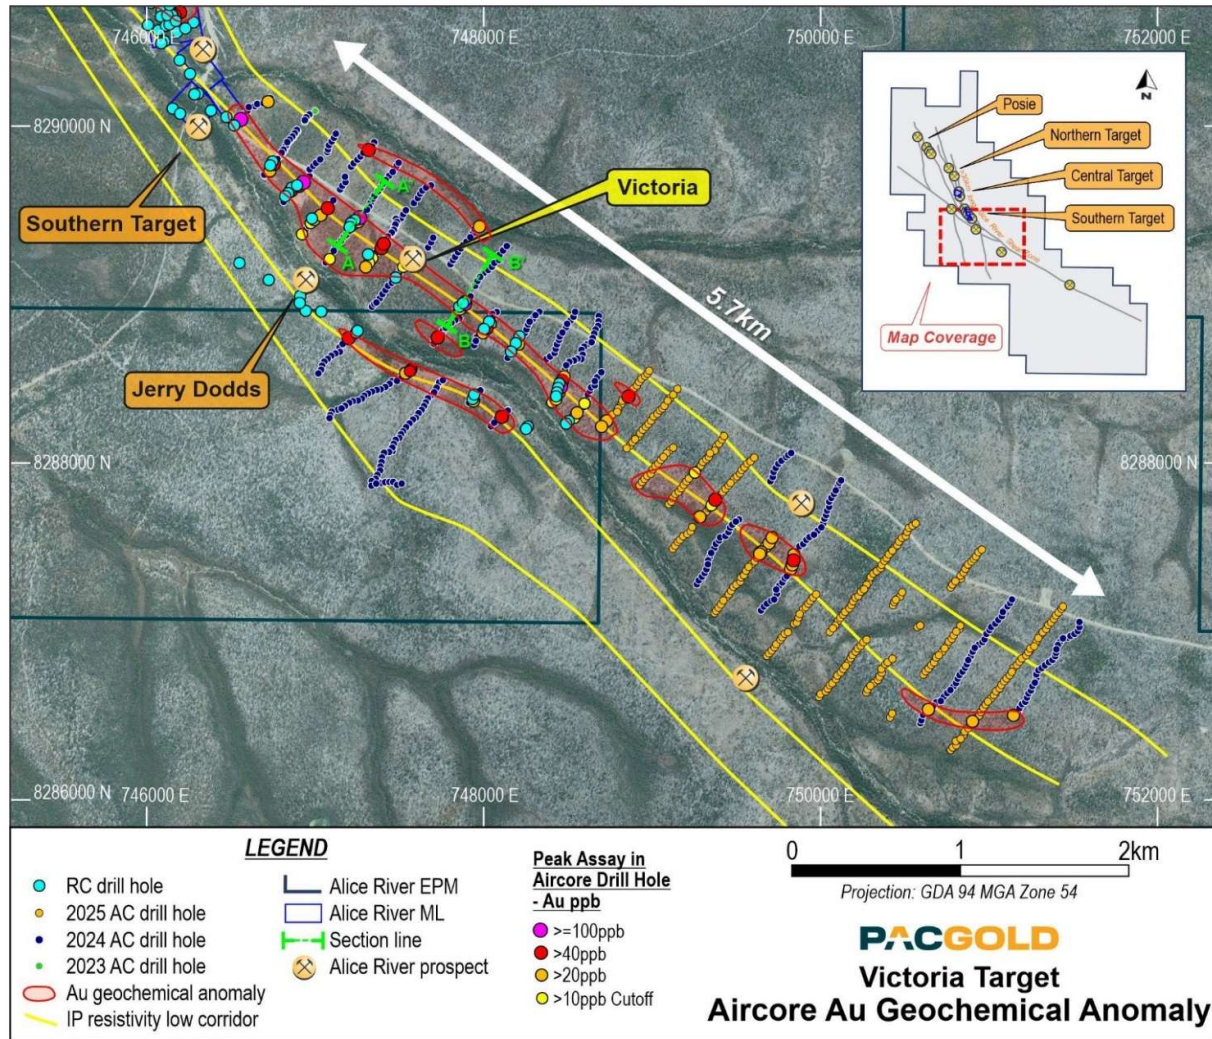 746000 E
748000 E
750000 E
752000 E
N
Posie
Northern Target
Central Target
Southern Target
Map Coverage
8290000 N
A'
Victoria
Southern Target
A
B'
5.7km
B
Jerry Dodds
8288000 N
8288000 N
8286000 N
746000 E
748000 E
750000 E
752000 E
LEGEND
RC drill hole
2025 AC drill hole
2024 AC drill hole
2023 AC drill hole
Au geochemical anomaly
IP resistivity low corridor
Alice River EPM
Alice River ML
Section line
Alice River prospect
Peak Assay in
Aircore Drill Hole
- Au ppb
>=100ppb
>40ppb
>20ppb
>10ppb Cutoff
0 1 2km
Projection: GDA 94 MGA Zone 54
PACGOLD
Victoria Target
Aircore Au Geochemical Anomaly